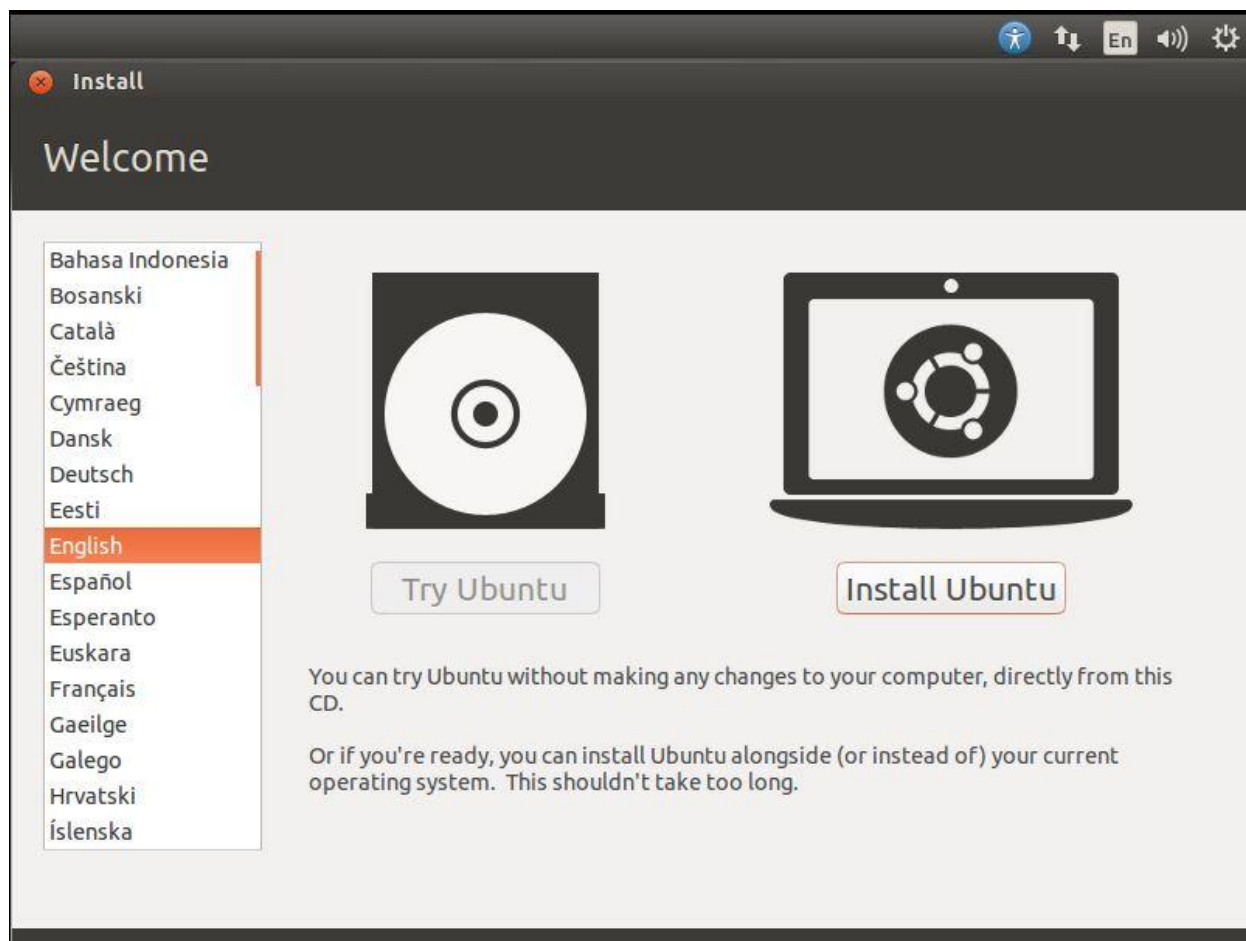 En
Install
Welcome
Bahasa Indonesia
Bosanski
Català
Čeština
Cymraeg
Dansk
Deutsch
Eesti
English
Español
Esperanto
Euskara
Français
Gaeilge
Galego
Hrvatski
Íslenska
Try Ubuntu
Install Ubuntu
You can try Ubuntu without making any changes to your computer, directly from this
CD.
Or if you're ready, you can install Ubuntu alongside (or instead of) your current
operating system.  This shouldn't take too long.